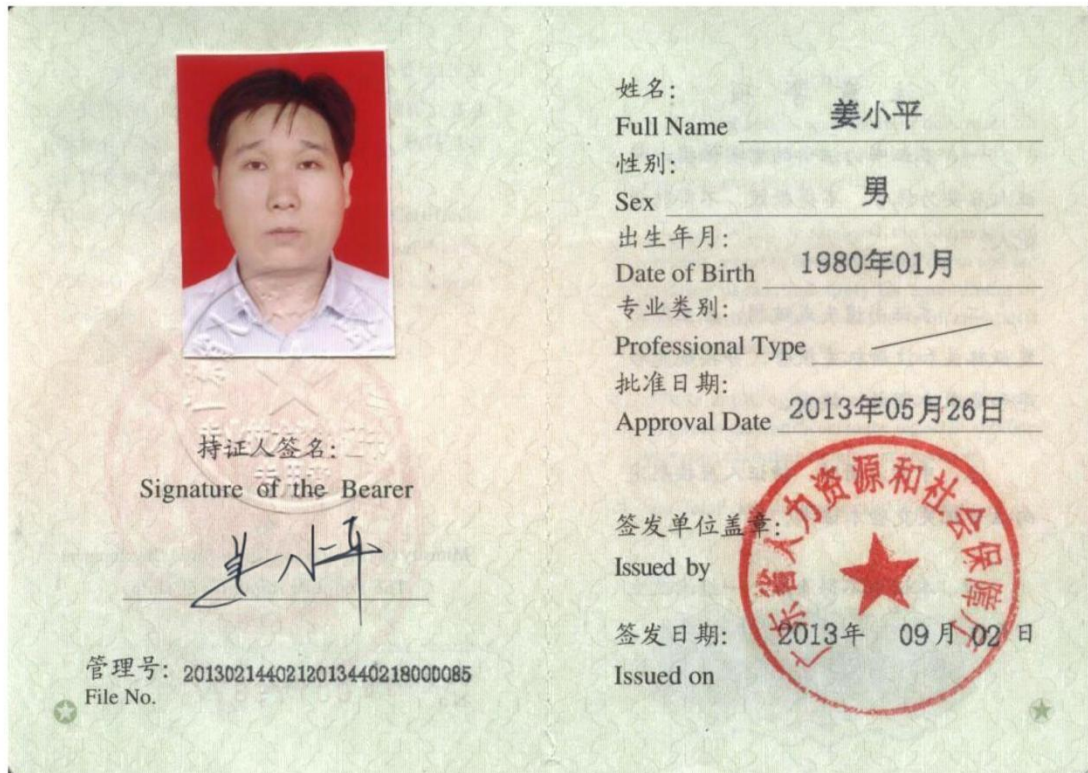 持证人签名:
Signature of the Bearer
姜小平
管理号: 2013021440212013440218000085
File No.
姓名: 姜小平
Full Name
性别: 男
Sex
出生年月: 1980年01月
Date of Birth
专业类别:
Professional Type
批准日期: 2013年05月26日
Approval Date
签发单位盖章:
Issued by
广东省人力资源和社会保障厅
签发日期: 2013年 09月 02日
Issued on